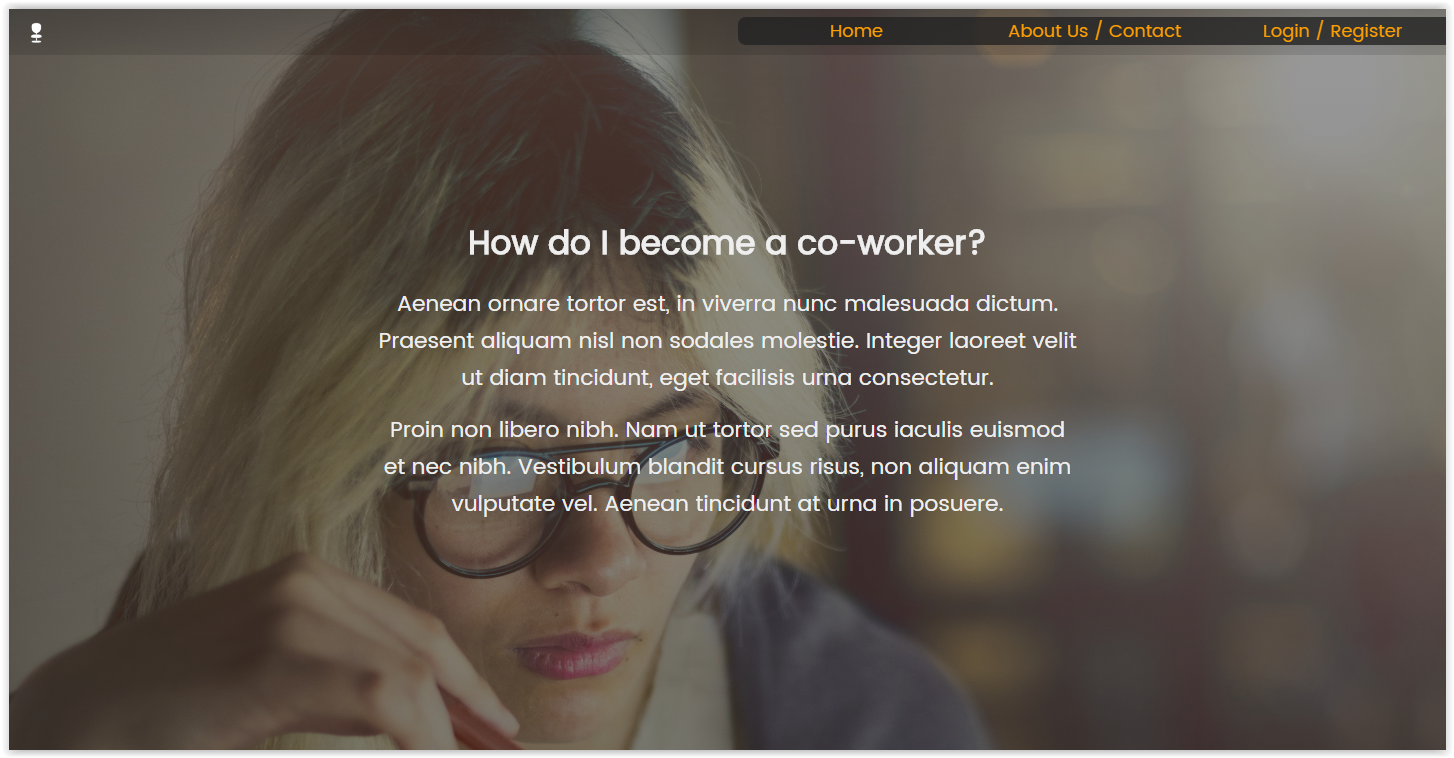 Home
About Us / Contact
Login / Register
How do I become a co-worker?
Aenean ornare tortor est, in viverra nunc malesuada dictum.
Praesent aliquam nisl non sodales molestie. Integer laoreet velit
ut diam tincidunt, eget facilisis urna consectetur.
Proin non libero nibh. Nam ut tortor sed purus iaculis euismod
et nec nibh. Vestibulum blandit cursus risus, non aliquam enim
vulputate vel. Aenean tincidunt at urna in posuere.